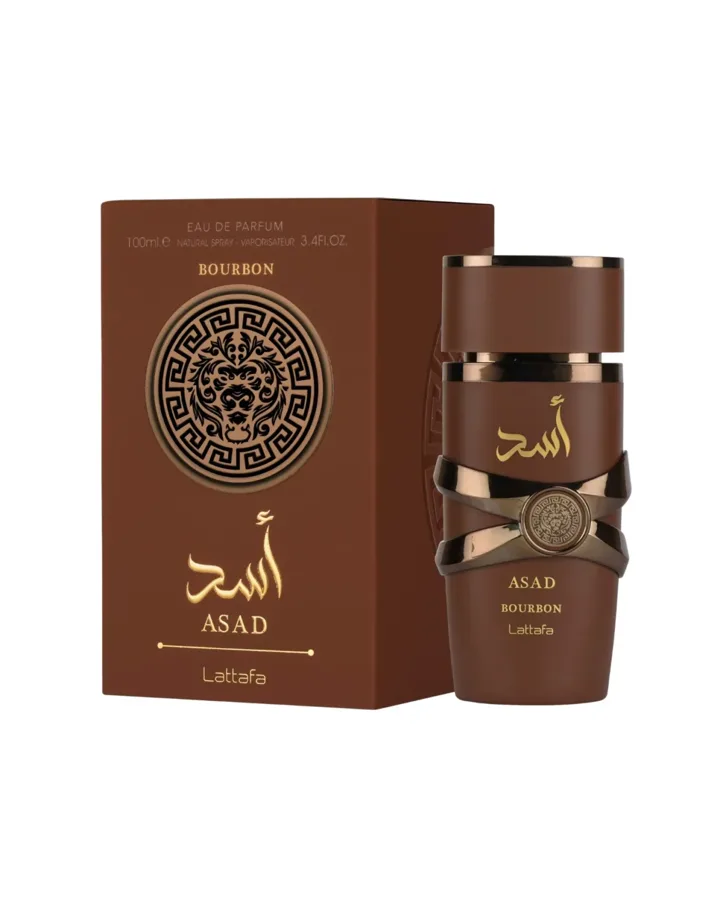 EAU DE PARFUM
100ml.℮ NATURAL SPRAY - VAPORISATEUR 3.4FL.OZ.
BOURBON
أسد
ASAD
Lattafa
أسد
ASAD
BOURBON
Lattafa